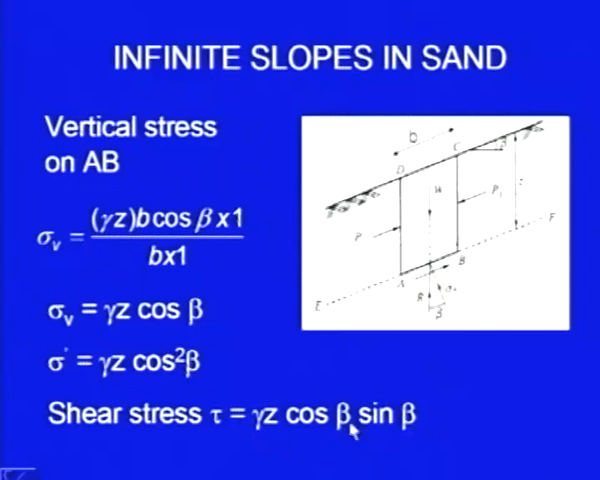 INFINITE SLOPES IN SAND
Vertical stress
on AB
σv = (γz)b cos β x1 / bx1
σv = γz cos β
σ' = γz cos²β
Shear stress τ = γz cos β sin β
b
C
β
D
W
z
P1
P
F
B
A
E
R
β